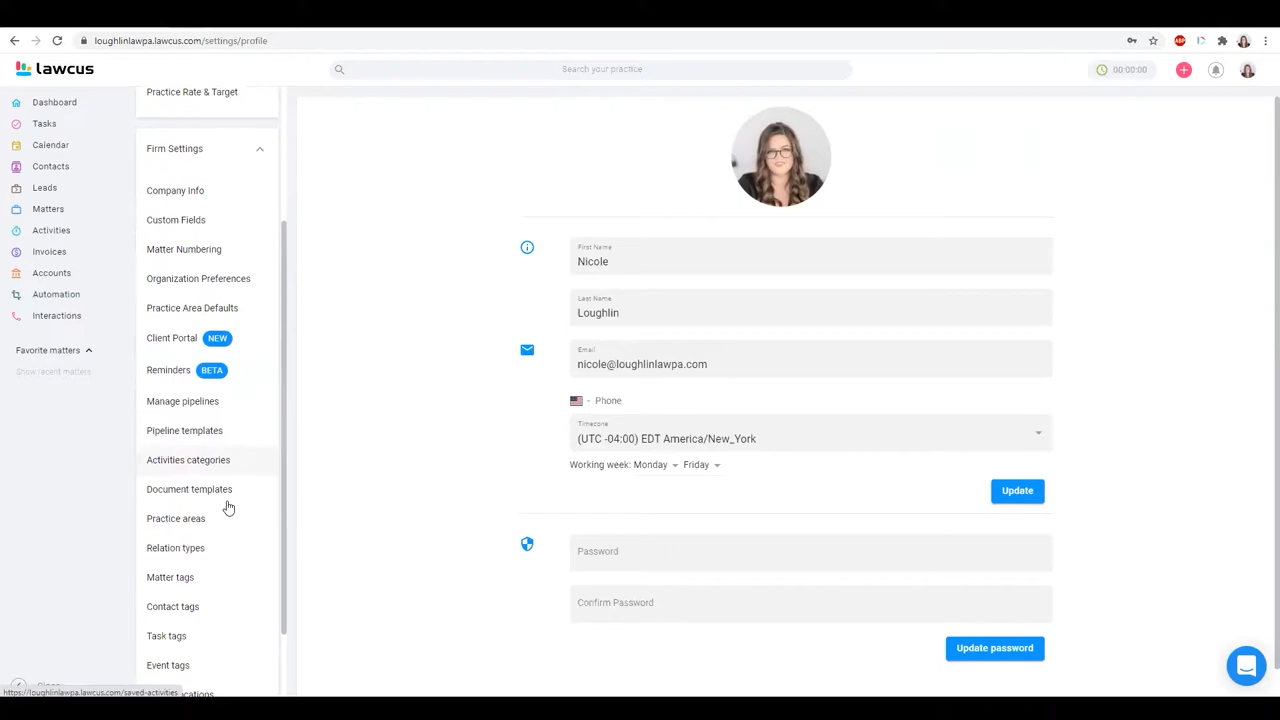 loughlinlawpa.lawcus.com/settings/profile
ABP
lawcus
Search your practice
00:00:00
Dashboard
Tasks
Calendar
Contacts
Leads
Matters
Activities
Invoices
Accounts
Automation
Interactions
Favorite matters
Show recent matters
Practice Rate & Target
Firm Settings
Company Info
Custom Fields
Matter Numbering
Organization Preferences
Practice Area Defaults
Client Portal NEW
Reminders BETA
Manage pipelines
Pipeline templates
Activities categories
Document templates
Practice areas
Relation types
Matter tags
Contact tags
Task tags
Event tags
First Name
Nicole
Last Name
Loughlin
Email
nicole@loughlinlawpa.com
Phone
Timezone
(UTC -04:00) EDT America/New_York
Working week: Monday Friday
Update
Password
Confirm Password
Update password
https://loughlinlawpa.lawcus.com/saved-activities